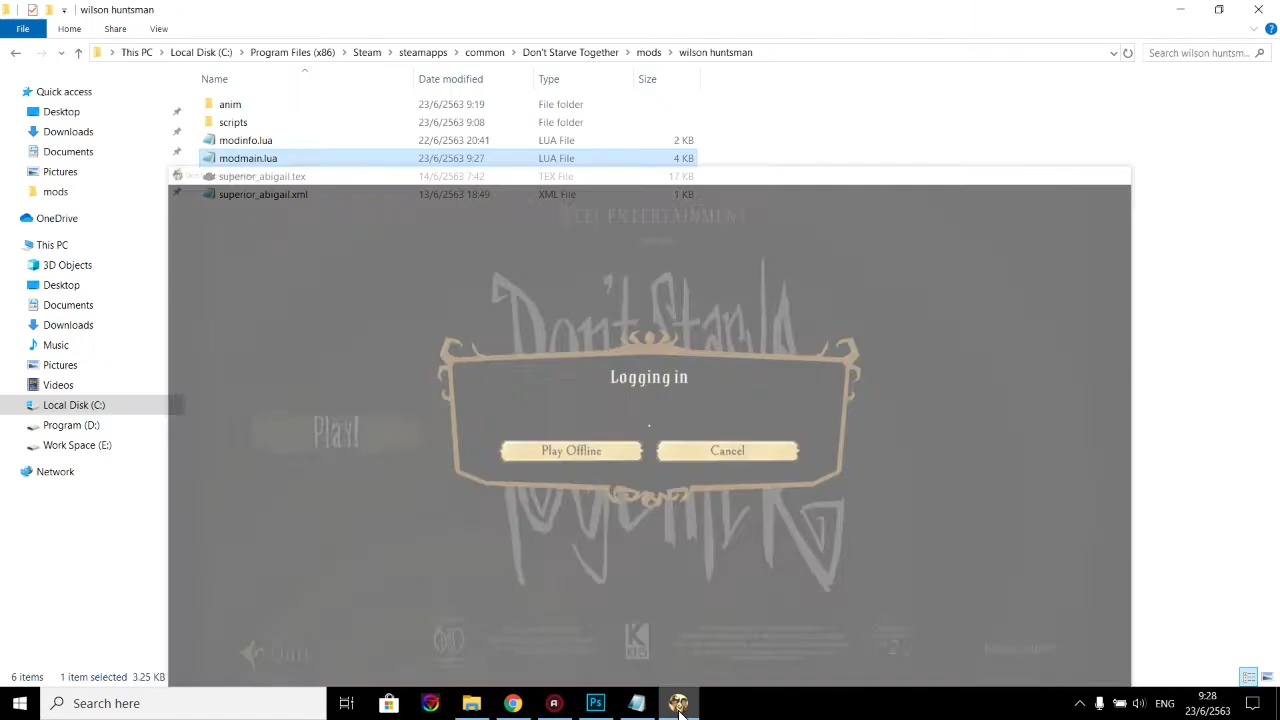 wilson huntsman
File Home Share View
This PC Local Disk (C:) Program Files (x86) Steam steamapps common Don't Starve Together mods wilson huntsman
Search wilson huntsm...
Name Date modified Type Size
Quick access
Desktop
Downloads
Documents
Pictures
mods
OneDrive
This PC
3D Objects
Desktop
Documents
Downloads
Music
Pictures
Videos
Local Disk (C:)
Program (D:)
Work Space (E:)
Network
anim 23/6/2563 9:19 File folder
scripts 23/6/2563 9:08 File folder
modinfo.lua 22/6/2563 20:41 LUA File 2 KB
modmain.lua 23/6/2563 9:27 LUA File 4 KB
superior_abigail.tex 14/6/2563 7:42 TEX File 17 KB
superior_abigail.xml 13/6/2563 18:49 XML File 1 KB
ENTERTAINMENT
Don't Starve
Together
Logging in
.
Play Offline Cancel
Play!
Quit
6 items 1 item selected 3.25 KB
Search here
Ps
ENG
9:28
23/6/2563